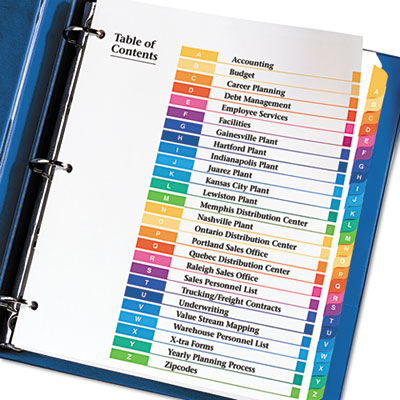 Table of
Contents
A Accounting
B Budget
C Career Planning
D Debt Management
E Employee Services
F Facilities
G Gainesville Plant
H Hartford Plant
I Indianapolis Plant
J Juarez Plant
K Kansas City Plant
L Lewiston Plant
M Memphis Distribution Center
N Nashville Plant
O Ontario Distribution Center
P Portland Sales Office
Q Quebec Distribution Center
R Raleigh Sales Office
S Sales Personnel List
T Trucking/Freight Contracts
U Underwriting
V Value Stream Mapping
W Warehouse Personnel List
X X-tra Forms
Y Yearly Planning Process
Z Zipcodes
A
B
C
D
E
F
G
H
I
J
K
L
M
N
O
P
Q
R
S
T
U
V
W
X
Y
Z